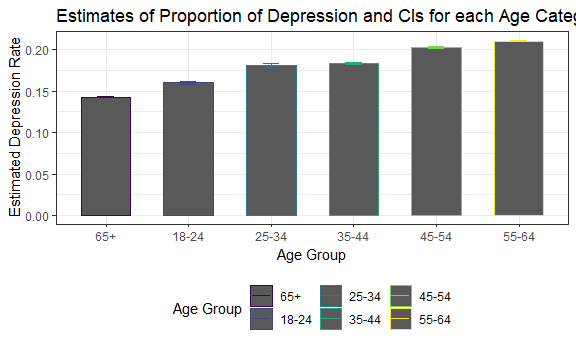 Estimates of Proportion of Depression and CIs for each Age Categ
Estimated Depression Rate
0.20
0.15
0.10
0.05
0.00
65+ 18-24 25-34 35-44 45-54 55-64
Age Group
Age Group
65+ 25-34 45-54
18-24 35-44 55-64